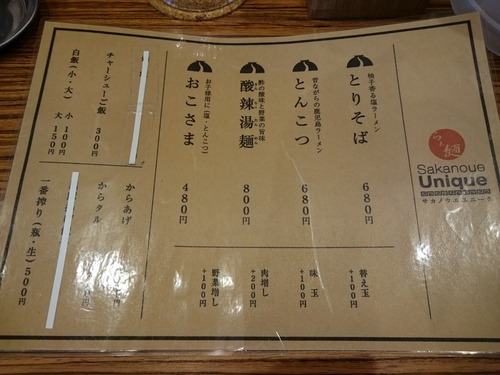 らぁ麺
Sakanoue
Unique
サカノウエユニーク
柚子香る塩ラーメン
とりそば
680円
昔ながらの鹿児島ラーメン
とんこつ
680円
酢の酸味と野菜の旨味
酸辣湯麺
800円
お子様用に(塩・とんこつ)
おこさま
480円
替え玉
+100円
味玉
+100円
肉増し
+200円
野菜増し
+100円
チャーシューご飯
300円
白飯(小・大)
小 100円
大 150円
からあげ
からタル
一番搾り(瓶・生)
500円